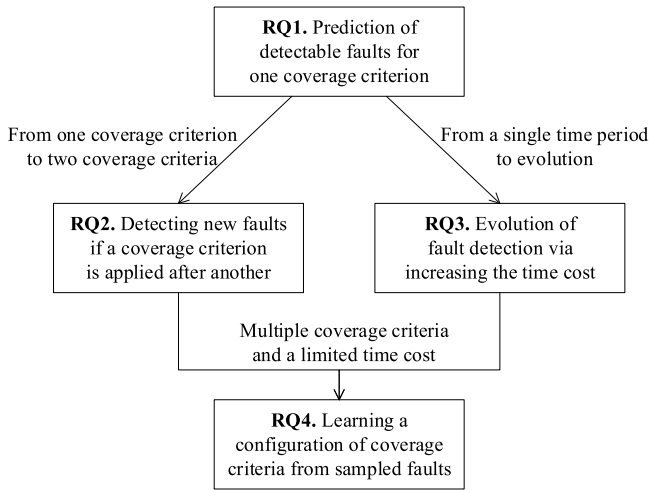 RQ1. Prediction of
detectable faults for
one coverage criterion
From one coverage criterion
to two coverage criteria
From a single time period
to evolution
RQ2. Detecting new faults
if a coverage criterion
is applied after another
RQ3. Evolution of
fault detection via
increasing the time cost
Multiple coverage criteria
and a limited time cost
RQ4. Learning a
configuration of coverage
criteria from sampled faults